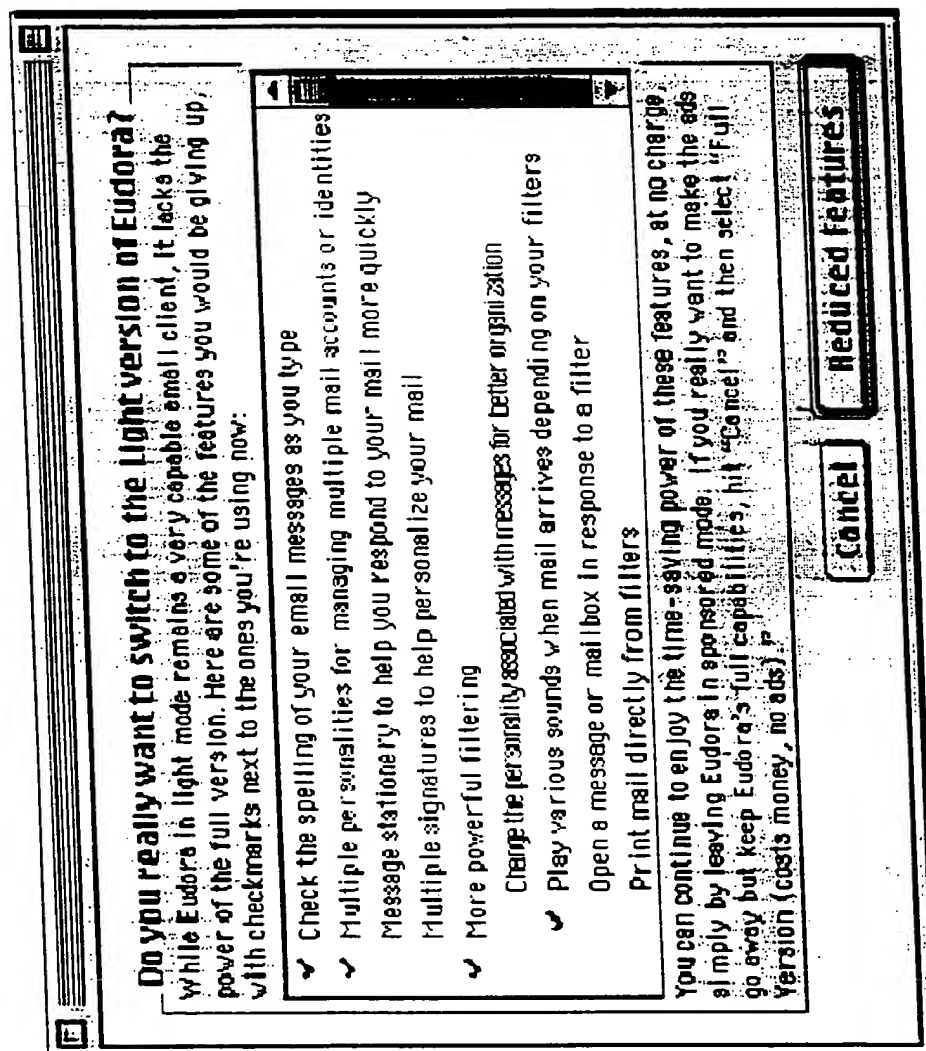 Do you really want to switch to the Light version of Eudora?
While Eudora in light mode remains a very capable email client, it lacks the
power of the full version. Here are some of the features you would be giving up,
with checkmarks next to the ones you're using now:
✓ Check the spelling of your email messages as you type
✓ Multiple personalities for managing multiple mail accounts or identities
Message stationery to help you respond to your mail more quickly
Multiple signatures to help personalize your mail
✓ More powerful filtering
Change the personality associated with messages for better organization
✓ Play various sounds when mail arrives depending on your filters
Open a message or mailbox in response to a filter
Print mail directly from filters
You can continue to enjoy the time-saving power of these features, at no charge,
simply by leaving Eudora in sponsored mode. If you really want to make the ads
go away but keep Eudora's full capabilities, hit "Cancel" and then select "Full
Version (costs money, no ads)."
Cancel
Reduced Features